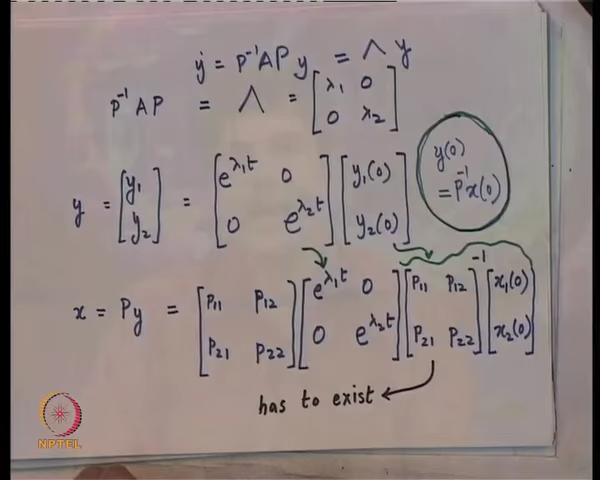 ẏ = P⁻¹AP y = Λ y
P⁻¹AP = Λ = [λ₁ 0; 0 λ₂]
y = [y₁; y₂] = [e^{λ₁t} 0; 0 e^{λ₂t}] [y₁(0); y₂(0)]
y(0)
= P⁻¹x(0)
x = Py = [P₁₁ P₁₂; P₂₁ P₂₂] [e^{λ₁t} 0; 0 e^{λ₂t}] [P₁₁ P₁₂; P₂₁ P₂₂]⁻¹ [x₁(0); x₂(0)]
has to exist
NPTEL